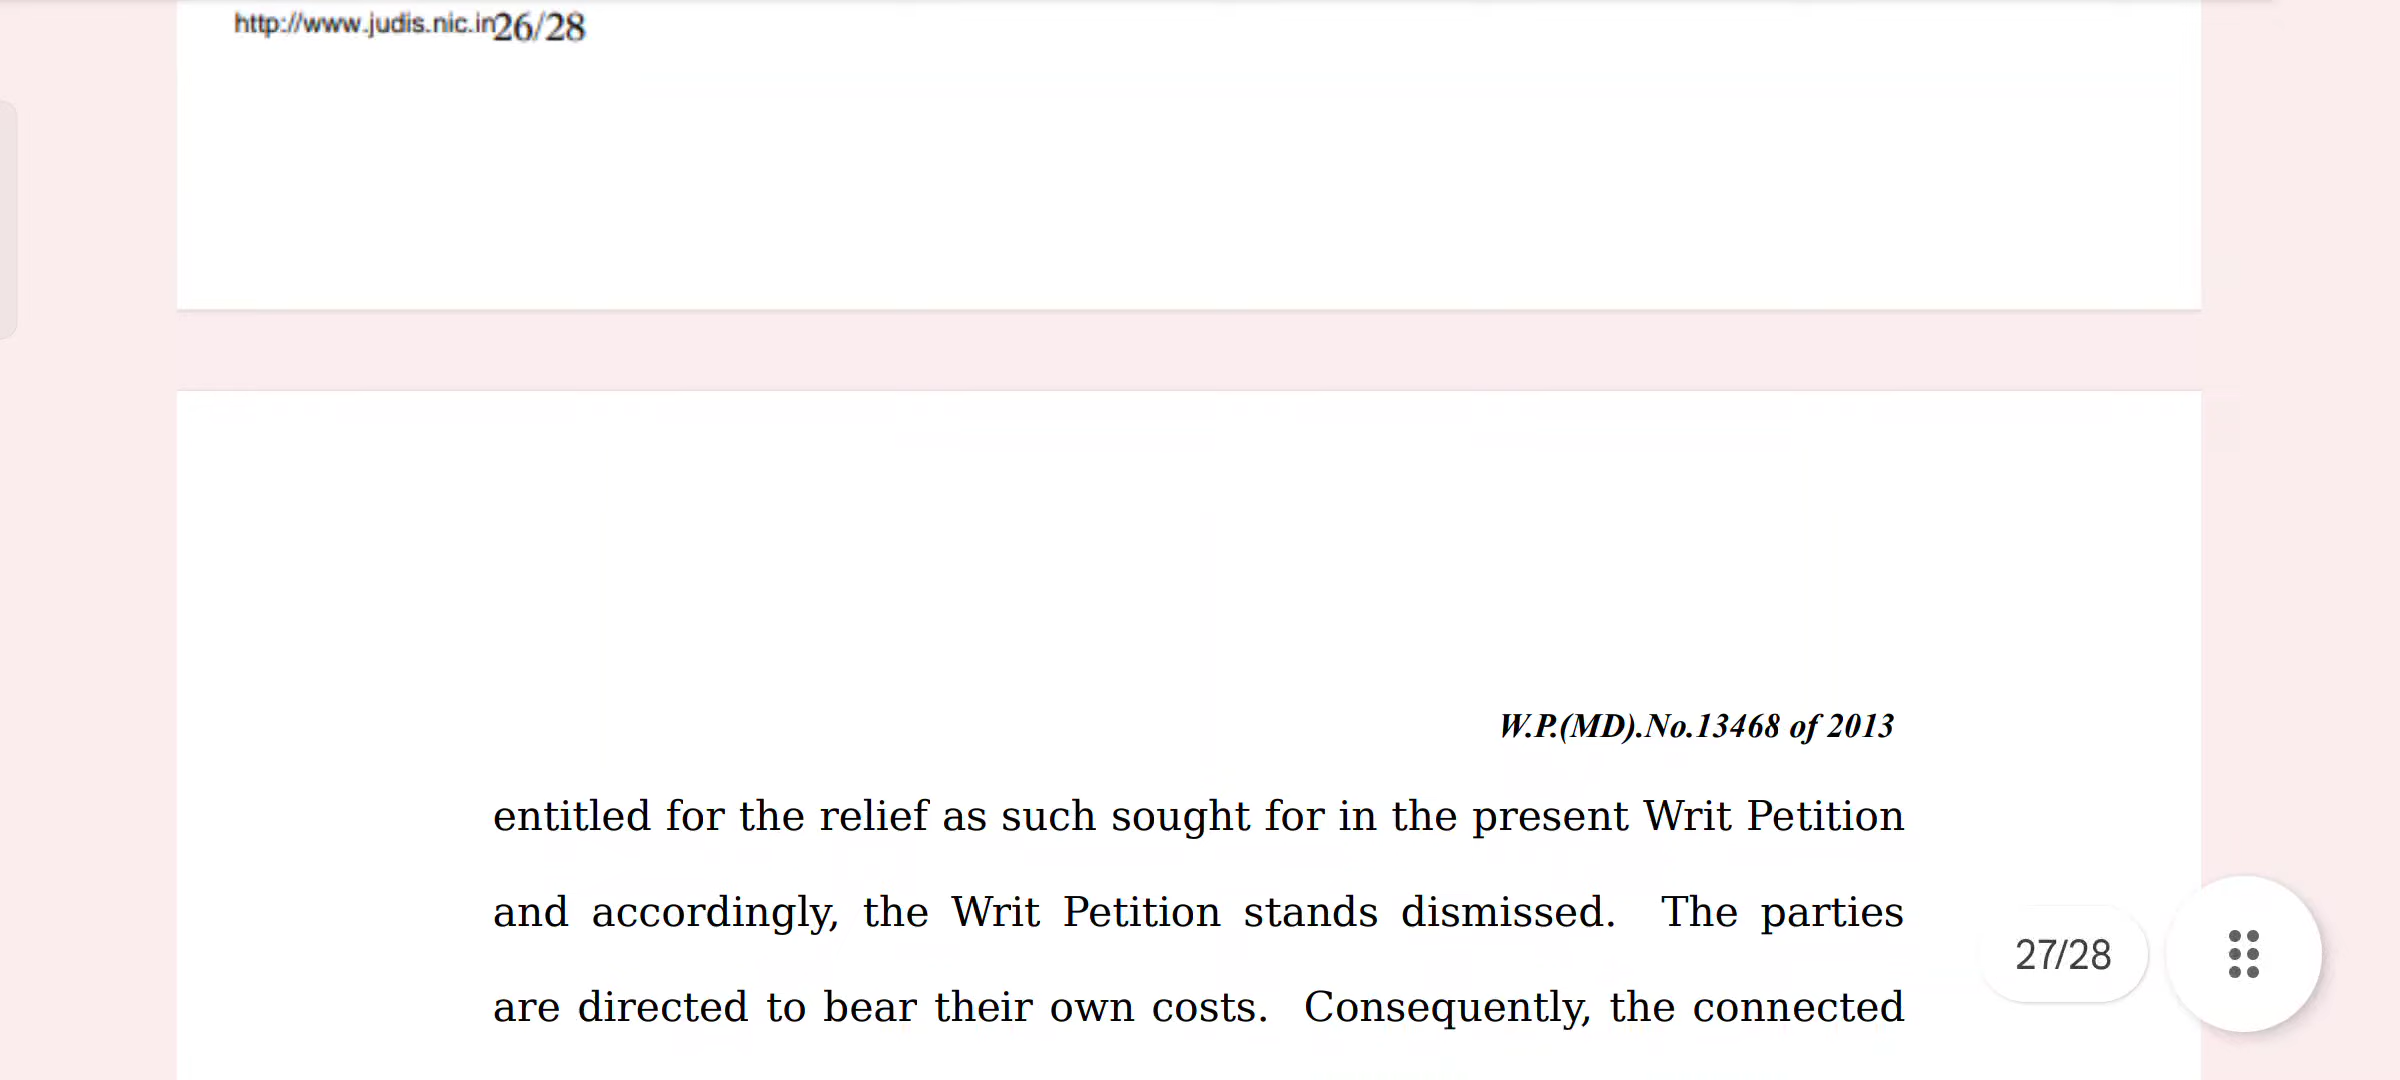 http://www.judis.nic.in26/28
W.P.(MD).No.13468 of 2013
entitled for the relief as such sought for in the present Writ Petition
and accordingly, the Writ Petition stands dismissed. The parties
are directed to bear their own costs. Consequently, the connected
27/28